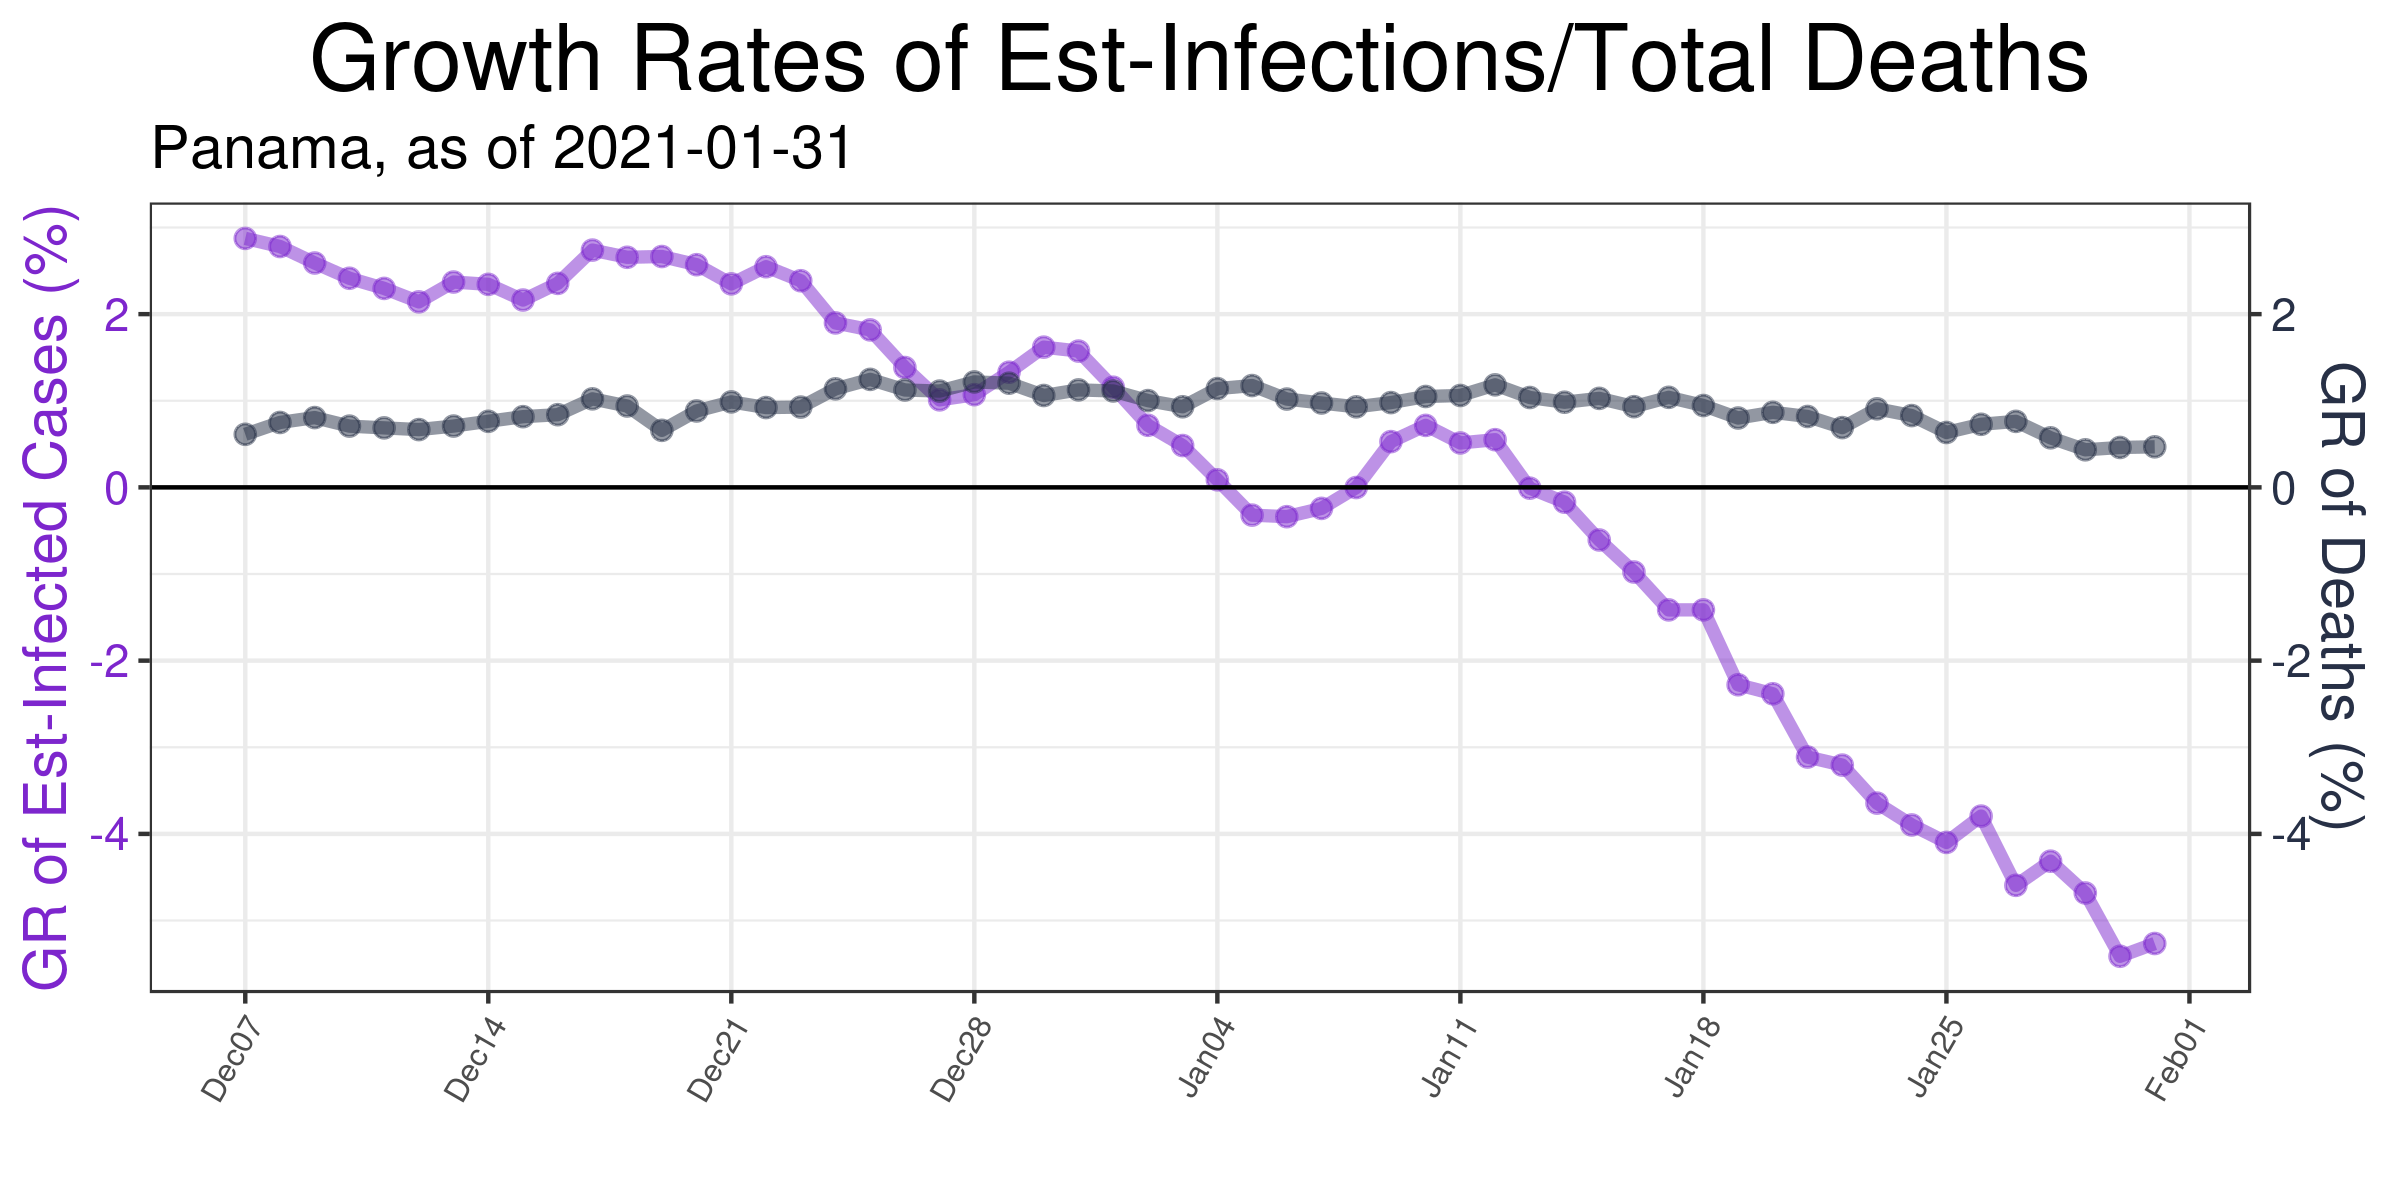 Growth Rates of Est-Infections/Total Deaths
Panama, as of 2021-01-31
GR of Est-Infected Cases (%)
2
0
-2
-4
2
0
-2
-4
GR of Deaths (%)
Dec07
Dec14
Dec21
Dec28
Jan04
Jan11
Jan18
Jan25
Feb01